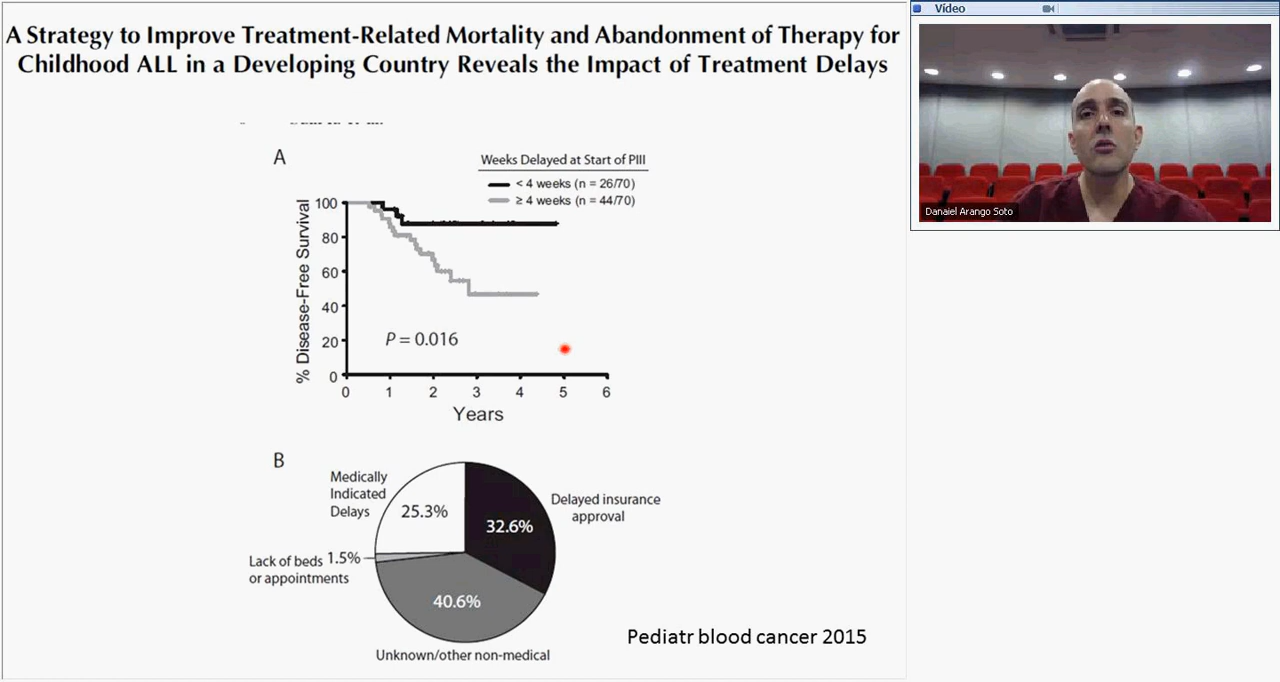 A Strategy to Improve Treatment-Related Mortality and Abandonment of Therapy for
Childhood ALL in a Developing Country Reveals the Impact of Treatment Delays
A
Weeks Delayed at Start of PIII
< 4 weeks (n = 26/70)
≥ 4 weeks (n = 44/70)
% Disease-Free Survival
100
80
60
40
20
0
P = 0.016
0 1 2 3 4 5 6
Years
B
Medically
Indicated
Delays
25.3%
Delayed insurance
approval
32.6%
Lack of beds 1.5%
or appointments
40.6%
Unknown/other non-medical
Pediatr blood cancer 2015
Vídeo
Danaiel Arango Soto